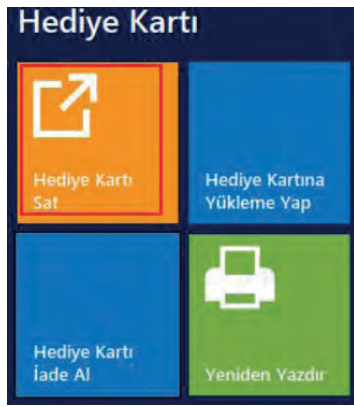 Hediye Kartı
Hediye Kartı
Sat
Hediye Kartına
Yükleme Yap
Hediye Kartı
İade Al
Yeniden Yazdır